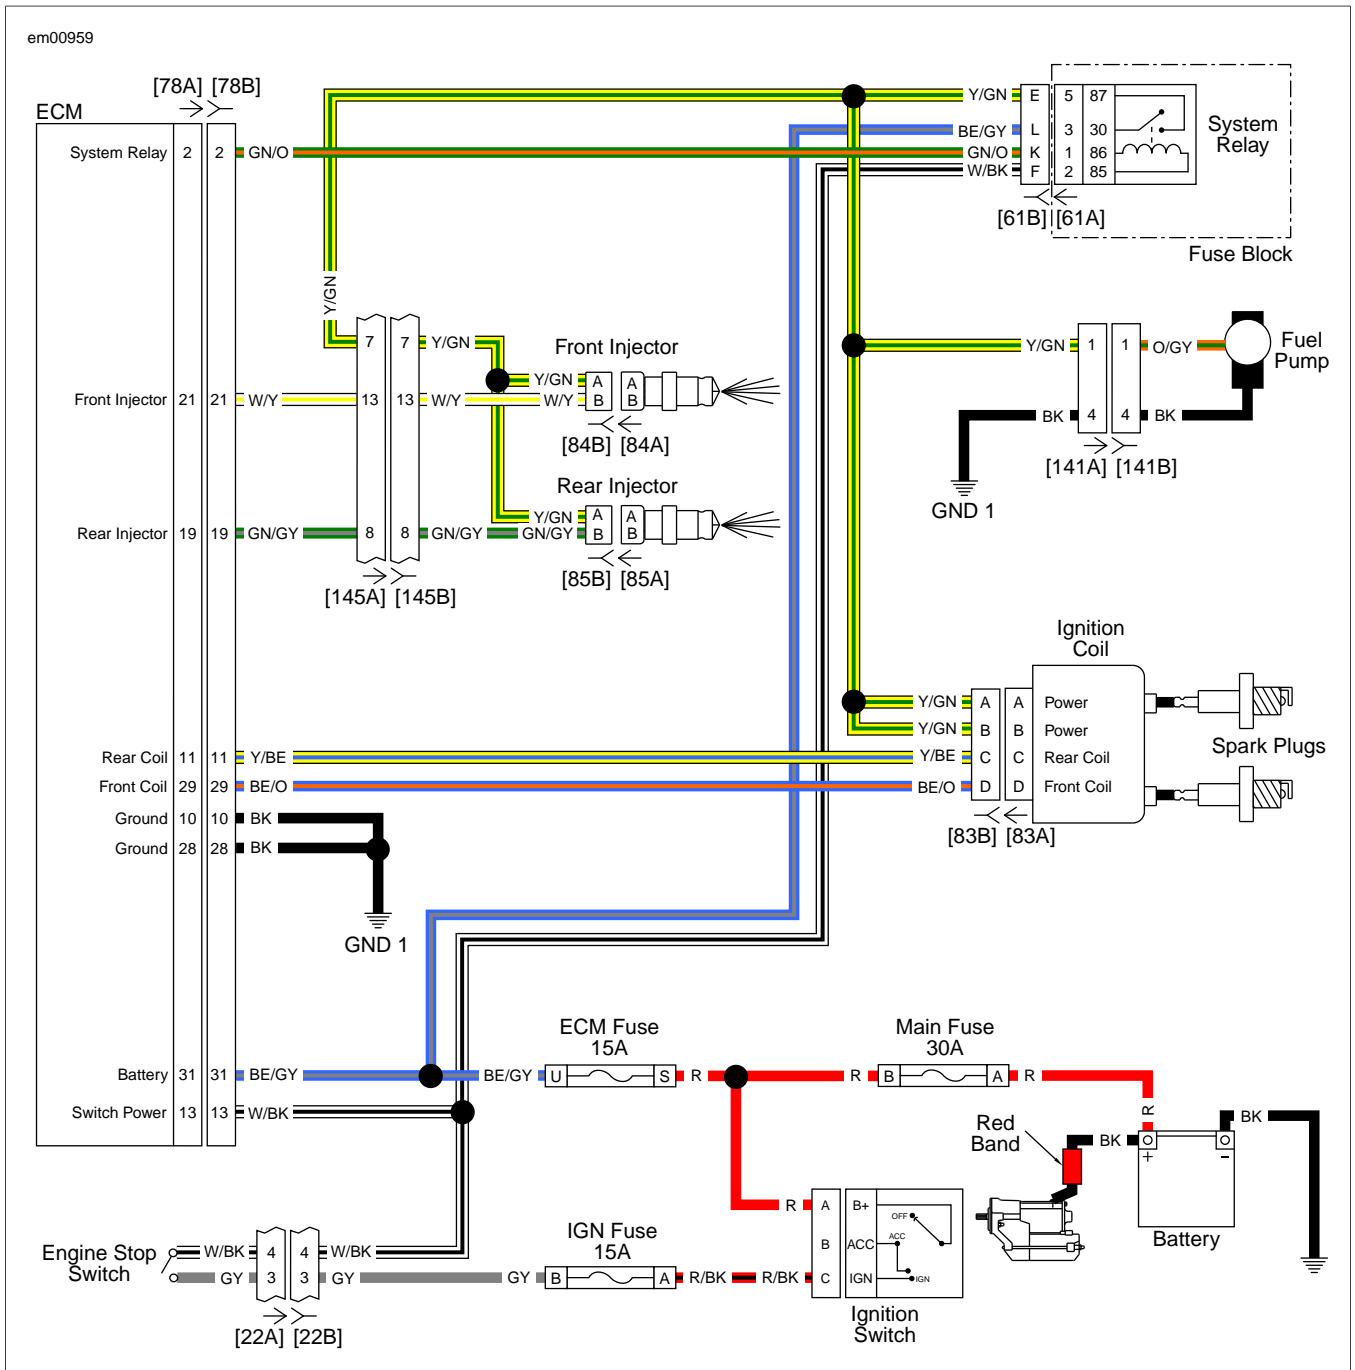 em00959
[78A] [78B]
ECM
System Relay 2 2 GN/O
Front Injector 21 21 W/Y
Rear Injector 19 19 GN/GY
Rear Coil 11 11 Y/BE
Front Coil 29 29 BE/O
Ground 10 10 BK
Ground 28 28 BK
GND 1
Battery 31 31 BE/GY
Switch Power 13 13 W/BK
Y/GN E 5 87
BE/GY L 3 30
GN/O K 1 86
W/BK F 2 85
System
Relay
[61B] [61A]
Fuse Block
Y/GN
7 7 Y/GN
13 13 W/Y
8 8 GN/GY
[145A] [145B]
Front Injector
Y/GN A A
W/Y B B
[84B] [84A]
Rear Injector
Y/GN A A
GN/GY B B
[85B] [85A]
Y/GN 1 1 O/GY
BK 4 4 BK
Fuel
Pump
[141A] [141B]
GND 1
Ignition
Coil
Y/GN A A Power
Y/GN B B Power
Y/BE C C Rear Coil
BE/O D D Front Coil
[83B] [83A]
Spark Plugs
ECM Fuse
15A
BE/GY U S R
Main Fuse
30A
R B A R
R
Red
Band
BK
BK
+ -
Battery
R A B+
B ACC
C IGN
OFF
ACC
IGN
Ignition
Switch
IGN Fuse
15A
GY B A R/BK R/BK
Engine Stop
Switch
W/BK 4 4 W/BK
GY 3 3 GY
[22A] [22B]